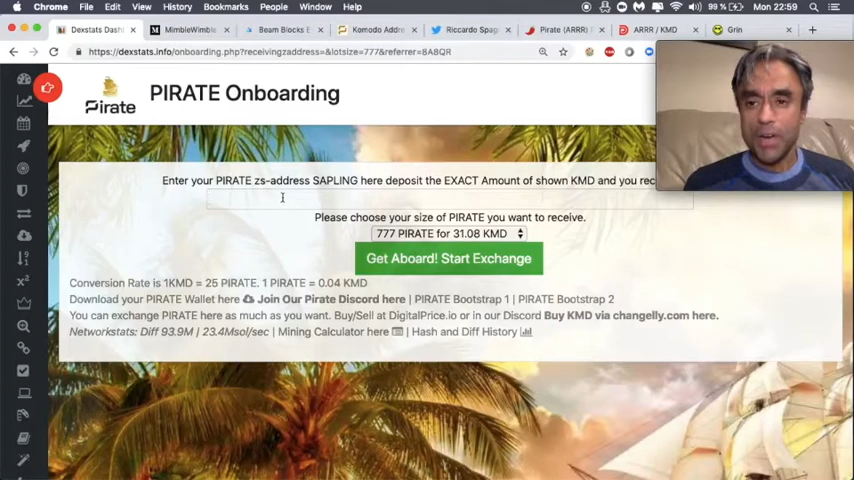 Chrome File Edit View History Bookmarks People Window Help 99% Mon 22:59
Dexstats Dash MimbleWimble Beam Blocks E Komodo Addre Riccardo Spag Pirate (ARRR) / ARRR / KMD Grin
https://dexstats.info/onboarding.php?receivingzaddress=&lotsize=777&referrer=8A8QR
Pirate
PIRATE Onboarding
Enter your PIRATE zs-address SAPLING here deposit the EXACT Amount of shown KMD and you rec
Please choose your size of PIRATE you want to receive.
777 PIRATE for 31.08 KMD
Get Aboard! Start Exchange
Conversion Rate is 1KMD = 25 PIRATE. 1 PIRATE = 0.04 KMD
Download your PIRATE Wallet here Join Our Pirate Discord here | PIRATE Bootstrap 1 | PIRATE Bootstrap 2
You can exchange PIRATE here as much as you want. Buy/Sell at DigitalPrice.io or in our Discord Buy KMD via changelly.com here.
Networkstats: Diff 93.9M | 23.4Msol/sec | Mining Calculator here | Hash and Diff History